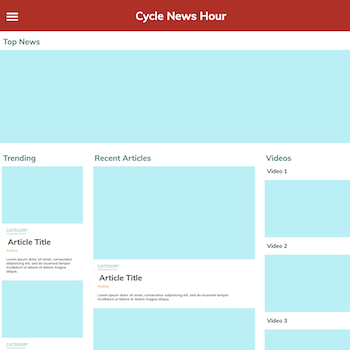 Cycle News Hour
Top News
Trending
CATEGORY
Article Title
Author
Lorem ipsum dolor sit amet, consectetur
adipiscing elit, sed do eiusmod tempor
incididunt ut labore et dolore magna
aliqua.
CATEGORY
Recent Articles
CATEGORY
Article Title
Author
Lorem ipsum dolor sit amet, consectetur adipiscing elit, sed do eiusmod tempor
incididunt ut labore et dolore magna aliqua.
Videos
Video 1
Video 2
Video 3